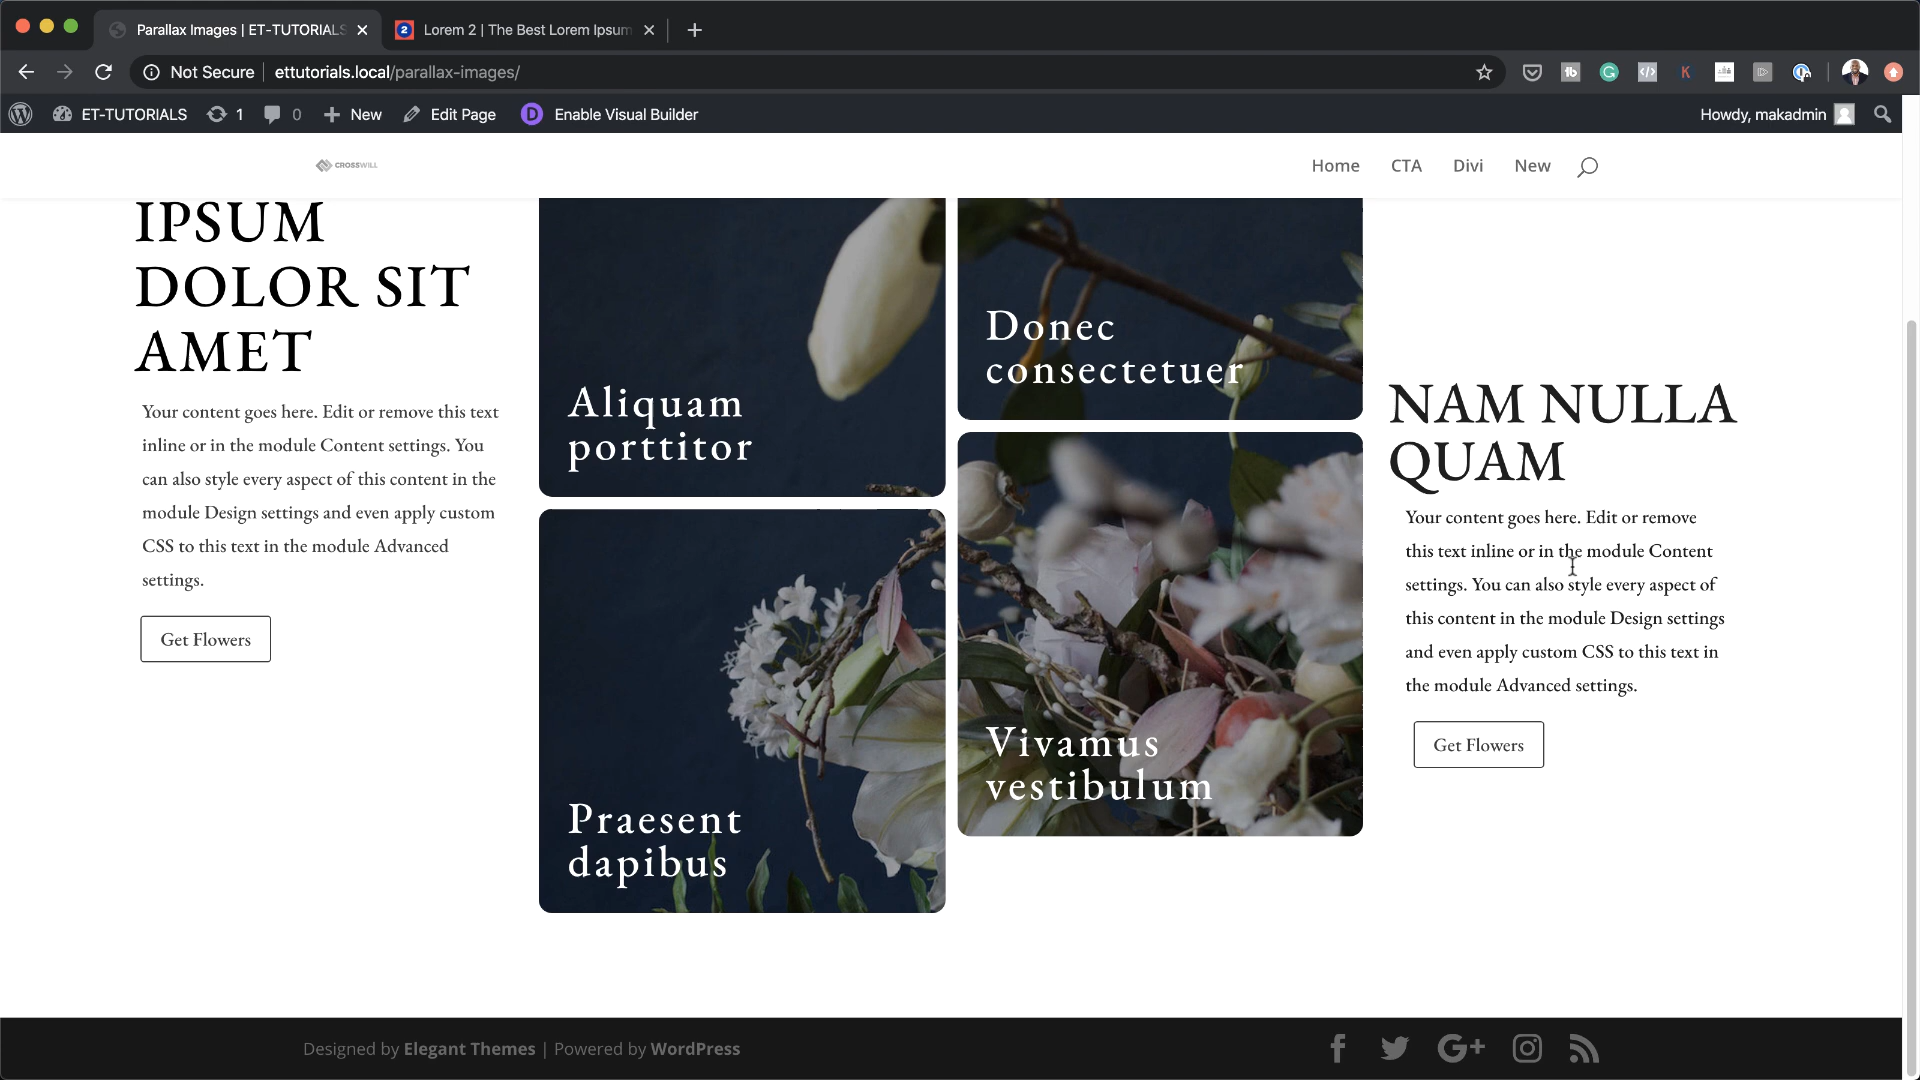 Parallax Images | ET-TUTORIALS
Lorem 2 | The Best Lorem Ipsum
Not Secure
ettutorials.local/parallax-images/
ET-TUTORIALS
1
0
New
Edit Page
D
Enable Visual Builder
Howdy, makadmin
CROSSWILL
Home
CTA
Divi
New
IPSUM
DOLOR SIT
AMET
Your content goes here. Edit or remove this text
inline or in the module Content settings. You
can also style every aspect of this content in the
module Design settings and even apply custom
CSS to this text in the module Advanced
settings.
Get Flowers
Aliquam
porttitor
Praesent
dapibus
Donec
consectetuer
Vivamus
vestibulum
NAM NULLA
QUAM
Your content goes here. Edit or remove
this text inline or in the module Content
settings. You can also style every aspect of
this content in the module Design settings
and even apply custom CSS to this text in
the module Advanced settings.
Get Flowers
Designed by Elegant Themes | Powered by WordPress